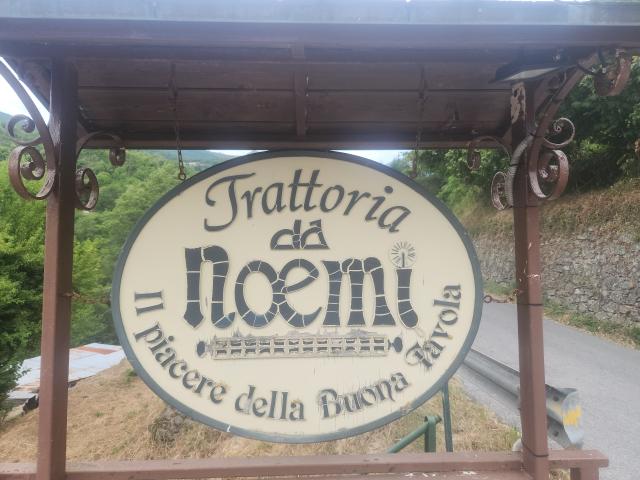 Trattoria
da
Noemi
Il piacere della Buona Tavola